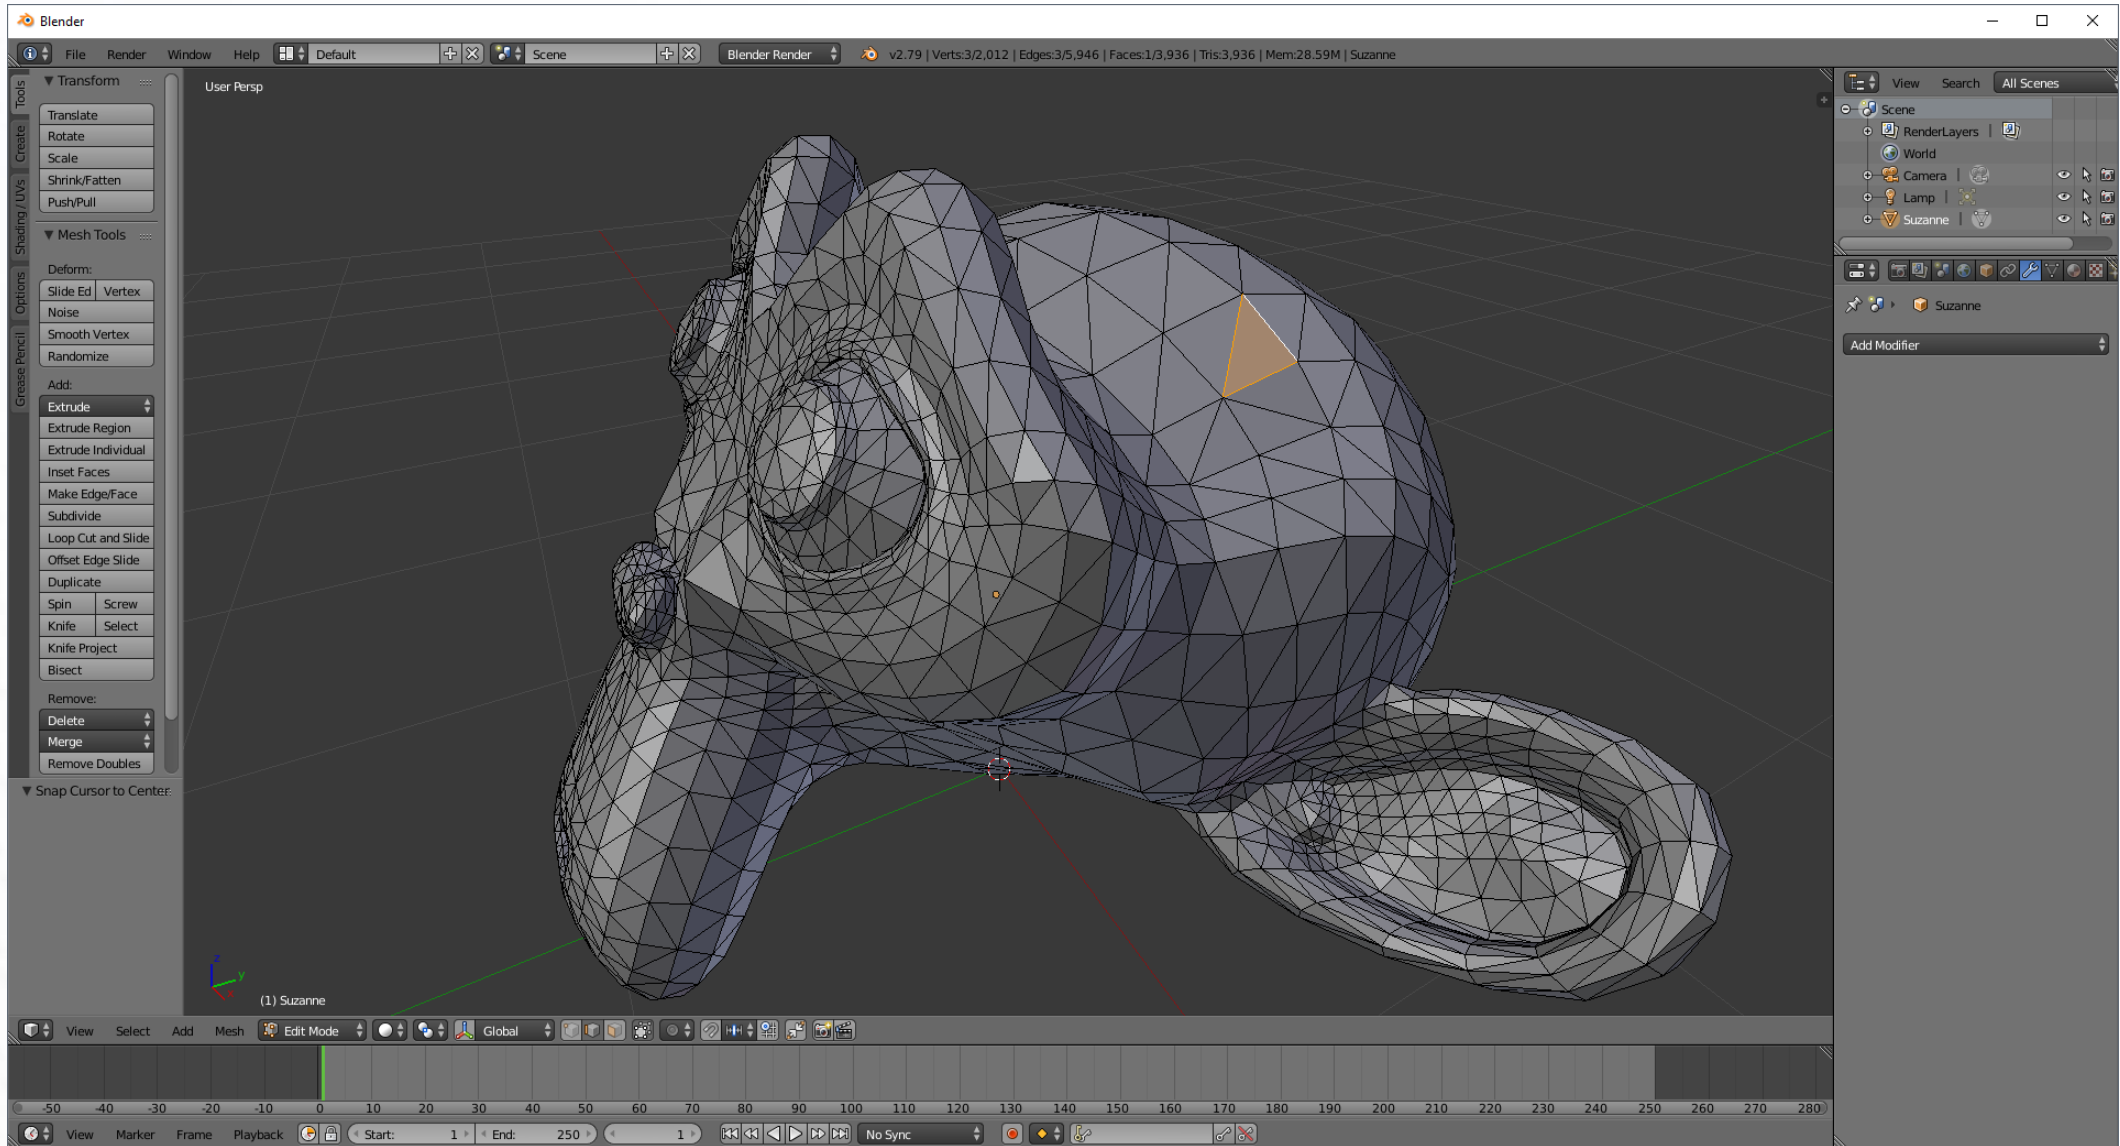 Blender
File Render Window Help Default Scene Blender Render v2.79 | Verts:3/2,012 | Edges:3/5,946 | Faces:1/3,936 | Tris:3,936 | Mem:28.59M | Suzanne
Tools
Create
Shading / UVs
Options
Grease Pencil
Transform
Translate
Rotate
Scale
Shrink/Fatten
Push/Pull
Mesh Tools
Deform:
Slide Ed Vertex
Noise
Smooth Vertex
Randomize
Add:
Extrude
Extrude Region
Extrude Individual
Inset Faces
Make Edge/Face
Subdivide
Loop Cut and Slide
Offset Edge Slide
Duplicate
Spin Screw
Knife Select
Knife Project
Bisect
Remove:
Delete
Merge
Remove Doubles
Snap Cursor to Center
User Persp
z
y
x
(1) Suzanne
View Search All Scenes
Scene
RenderLayers |
World
Camera |
Lamp |
Suzanne |
Suzanne
Add Modifier
View Select Add Mesh Edit Mode Global
-50 -40 -30 -20 -10 0 10 20 30 40 50 60 70 80 90 100 110 120 130 140 150 160 170 180 190 200 210 220 230 240 250 260 270 280
View Marker Frame Playback Start: 1 End: 250 1 No Sync